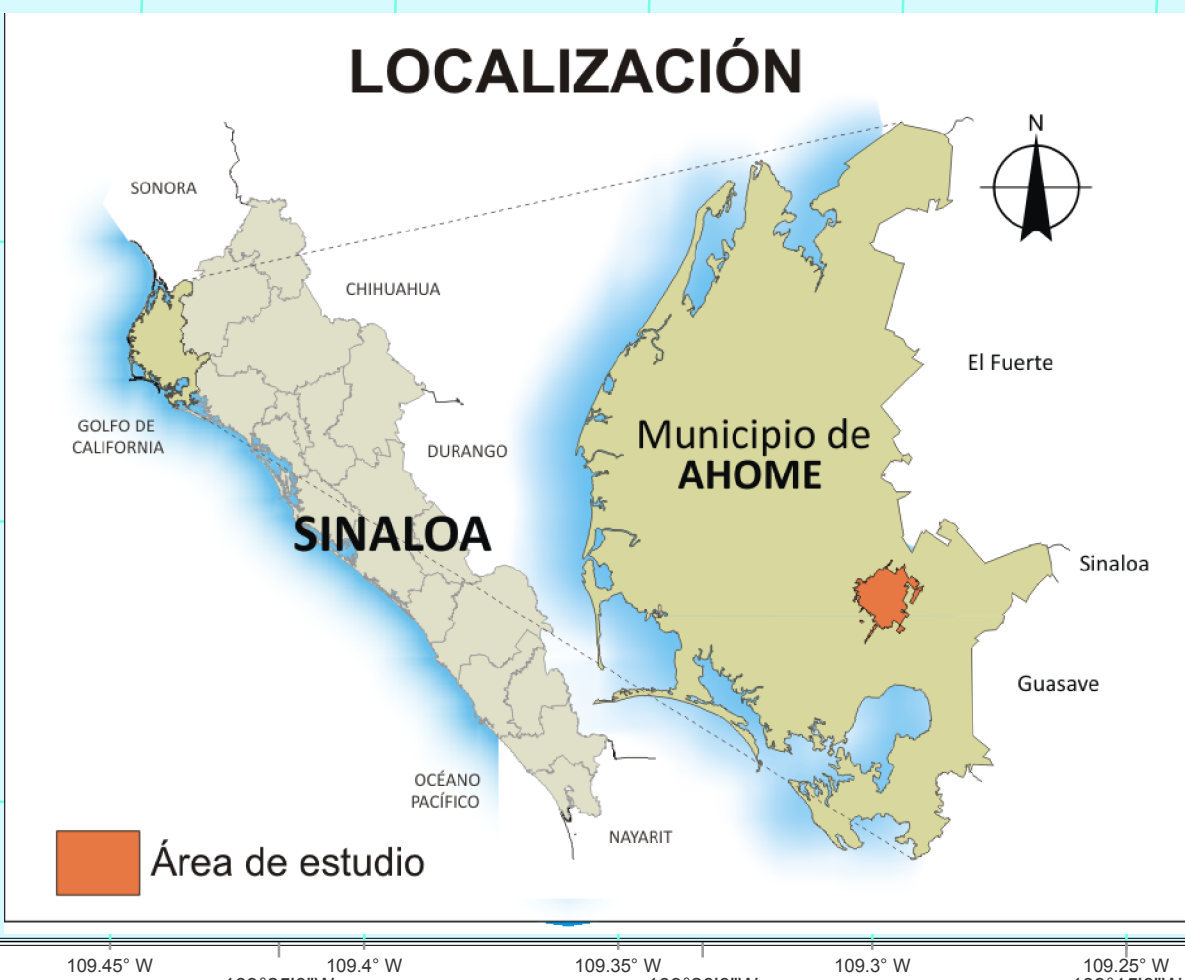 LOCALIZACIÓN
N
SONORA
CHIHUAHUA
El Fuerte
GOLFO DE
CALIFORNIA
DURANGO
Municipio de
AHOME
SINALOA
Sinaloa
Guasave
OCÉANO
PACÍFICO
NAYARIT
Área de estudio
109.45° W
109.4° W
109.35° W
109.3° W
109.25° W